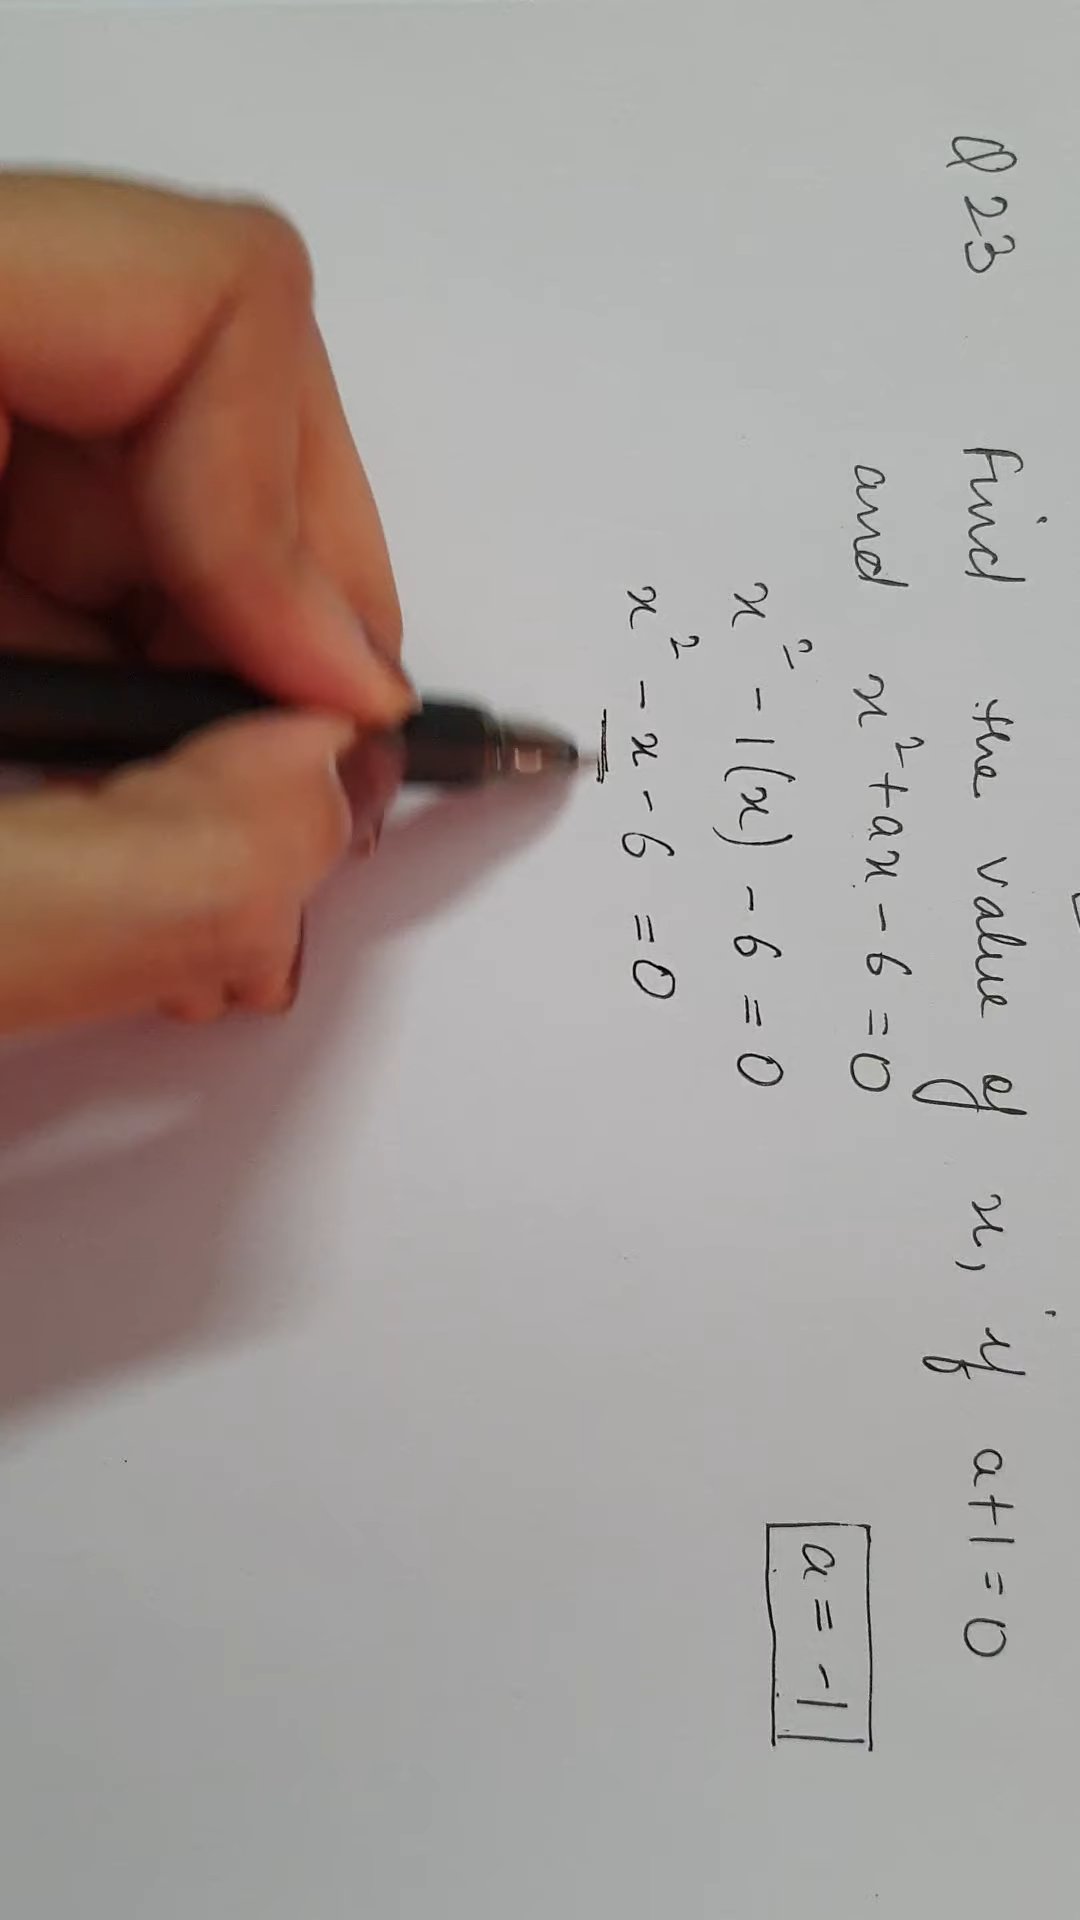 Q 23 Find the value of x, if a+1=0
and x²+ax-6=0
a = -1
x² - 1(x) - 6 = 0
x² - x - 6 = 0